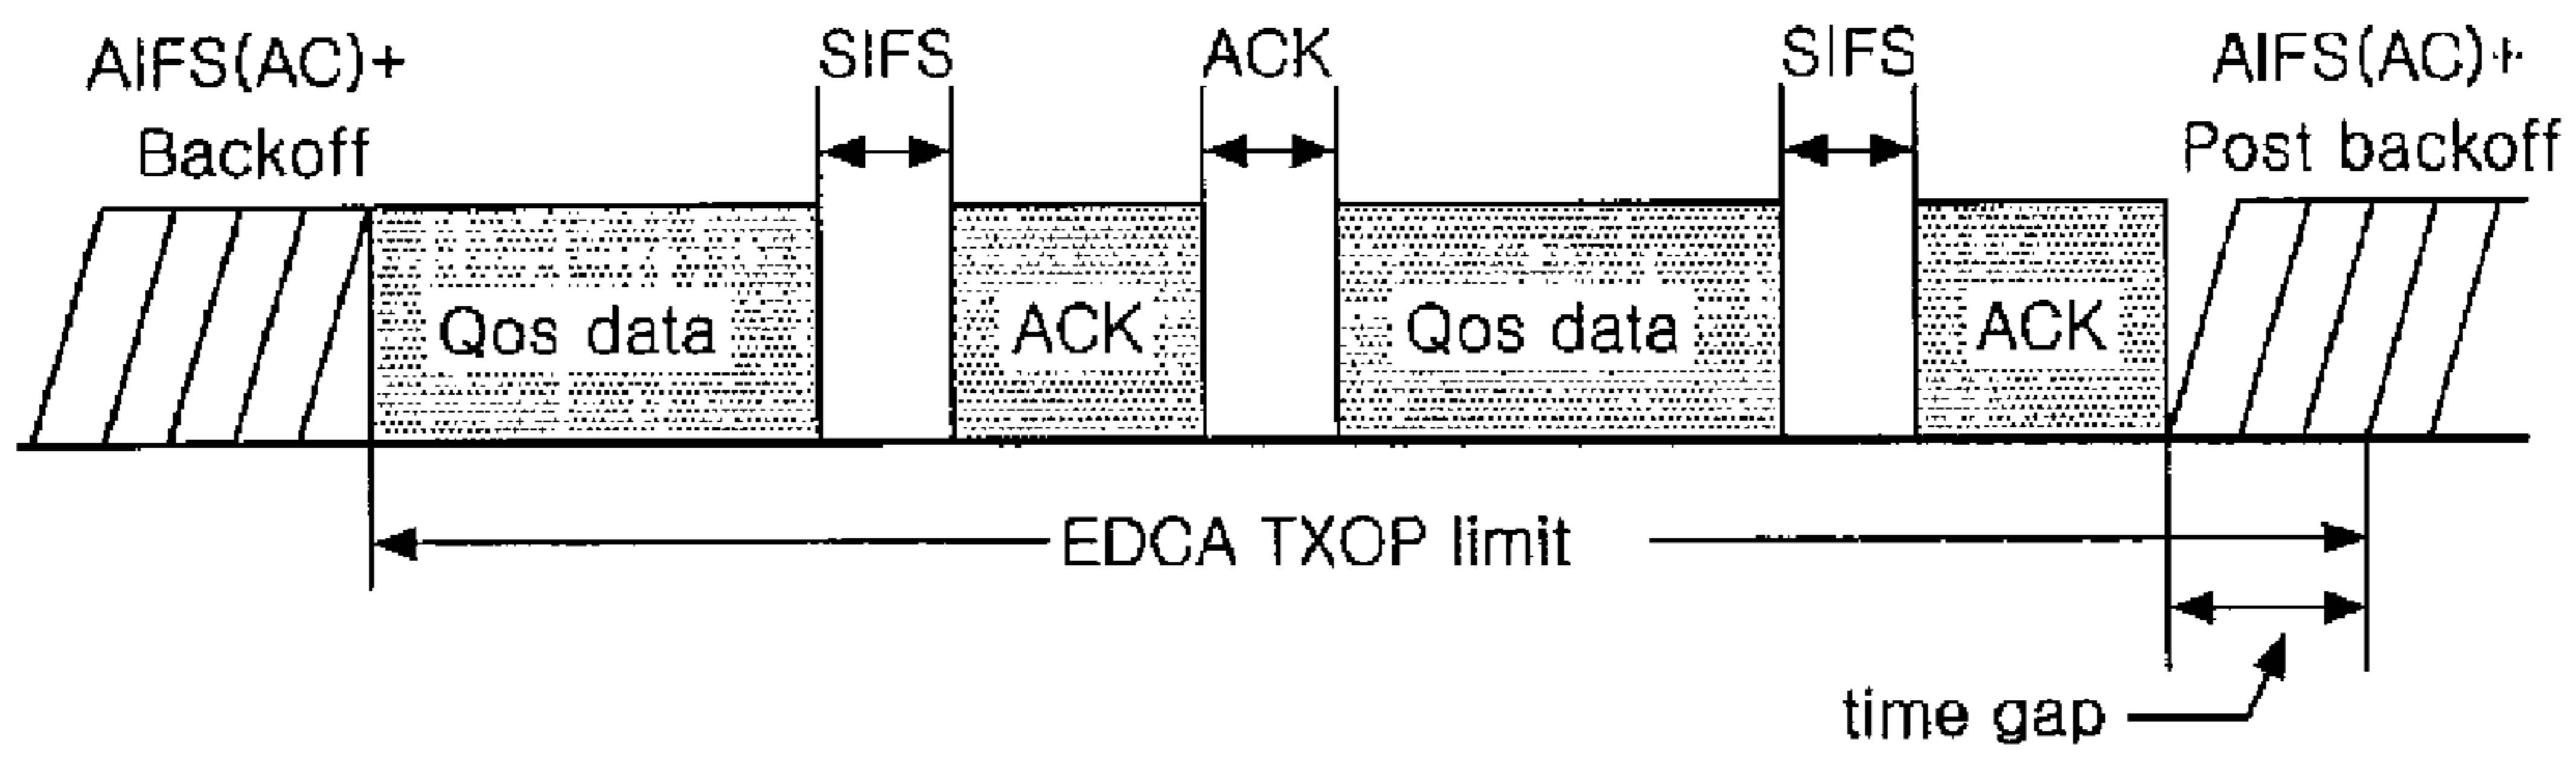 AIFS(AC)+
Backoff
SIFS
ACK
SIFS
AIFS(AC)+
Post backoff
Qos data
ACK
Qos data
ACK
EDCA TXOP limit
time gap